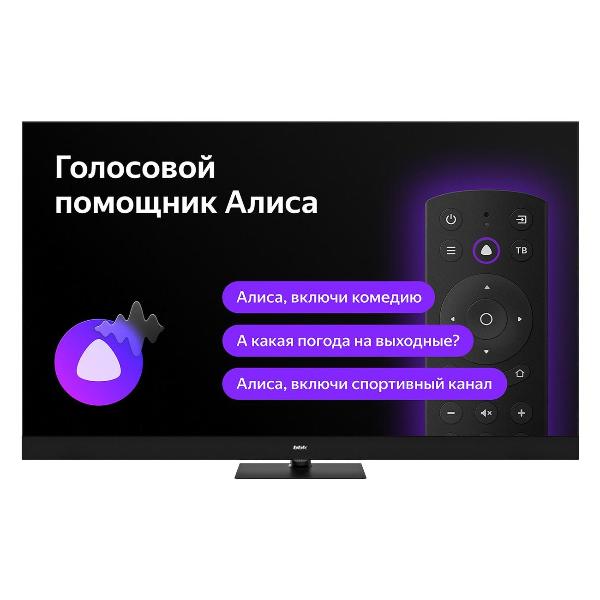 Голосовой
помощник Алиса
ТВ
Алиса, включи комедию
А какая погода на выходные?
Алиса, включи спортивный канал
BBK